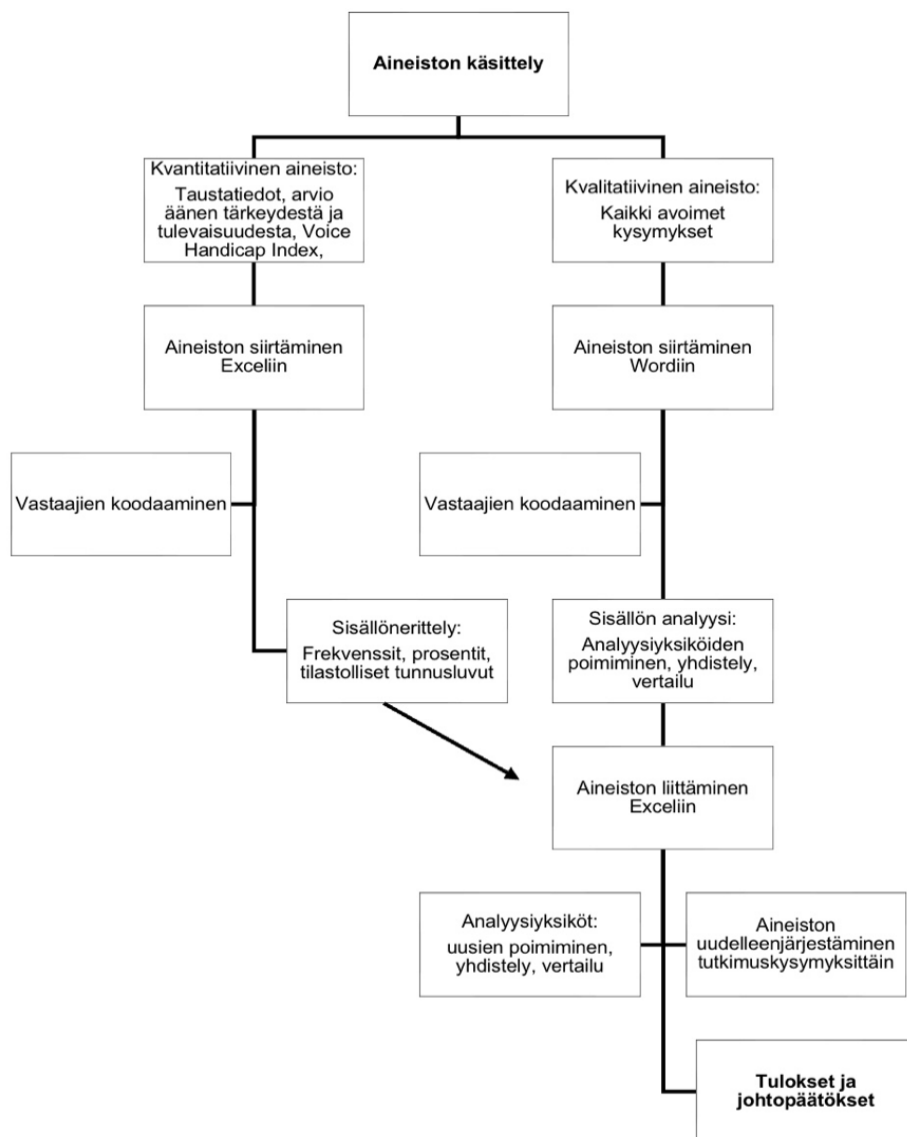 Aineiston käsittely
Kvantitatiivinen aineisto:
Taustatiedot, arvio
äänen tärkeydestä ja
tulevaisuudesta, Voice
Handicap Index,
Kvalitatiivinen aineisto:
Kaikki avoimet
kysymykset
Aineiston siirtäminen
Exceliin
Aineiston siirtäminen
Wordiin
Vastaajien koodaaminen
Vastaajien koodaaminen
Sisällönerittely:
Frekvenssit, prosentit,
tilastolliset tunnusluvut
Sisällön analyysi:
Analyysiyksiköiden
poimiminen, yhdistely,
vertailu
Aineiston liittäminen
Exceliin
Analyysiyksiköt:
uusien poimiminen,
yhdistely, vertailu
Aineiston
uudelleenjärjestäminen
tutkimuskysymyksittäin
Tulokset ja
johtopäätökset